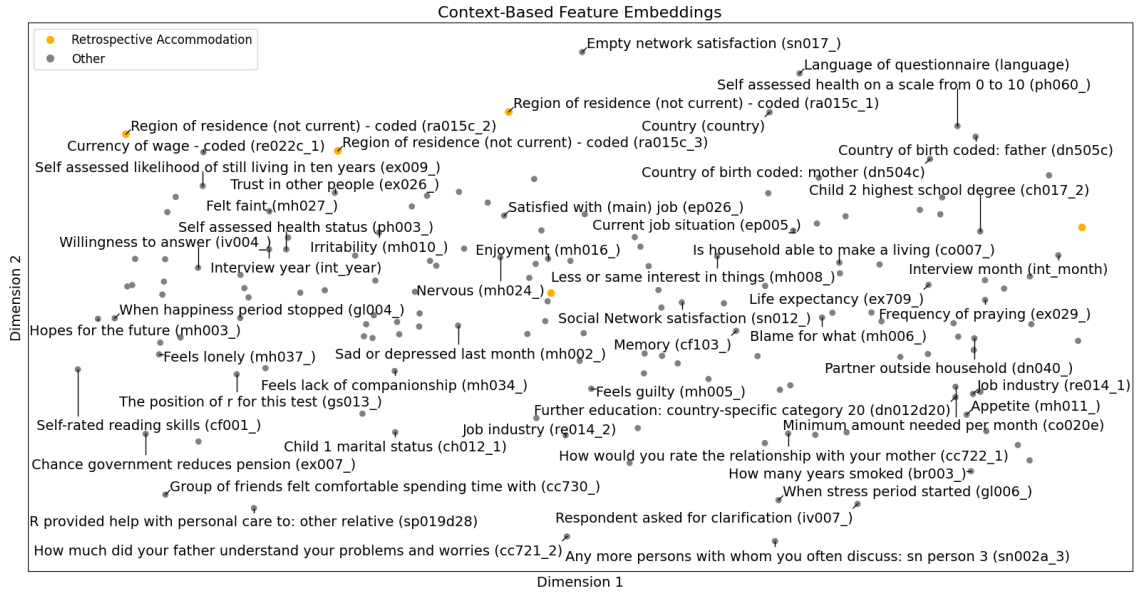 Context-Based Feature Embeddings
Retrospective Accommodation
Other
Empty network satisfaction (sn017_)
Language of questionnaire (language)
Self assessed health on a scale from 0 to 10 (ph060_)
Region of residence (not current) - coded (ra015c_1)
Region of residence (not current) - coded (ra015c_2)
Country (country)
Currency of wage - coded (re022c_1)
Region of residence (not current) - coded (ra015c_3)
Country of birth coded: father (dn505c)
Self assessed likelihood of still living in ten years (ex009_)
Country of birth coded: mother (dn504c)
Trust in other people (ex026_)
Child 2 highest school degree (ch017_2)
Felt faint (mh027_)
Satisfied with (main) job (ep026_)
Self assessed health status (ph003_)
Current job situation (ep005_)
Willingness to answer (iv004_)
Irritability (mh010_)
Enjoyment (mh016_)
Is household able to make a living (co007_)
Interview year (int_year)
Interview month (int_month)
Less or same interest in things (mh008_)
Nervous (mh024_)
Life expectancy (ex709_)
When happiness period stopped (gl004_)
Social Network satisfaction (sn012_)
Frequency of praying (ex029_)
Hopes for the future (mh003_)
Blame for what (mh006_)
Memory (cf103_)
Feels lonely (mh037_)
Sad or depressed last month (mh002_)
Partner outside household (dn040_)
Feels lack of companionship (mh034_)
Feels guilty (mh005_)
Job industry (re014_1)
The position of r for this test (gs013_)
Further education: country-specific category 20 (dn012d20)
Appetite (mh011_)
Self-rated reading skills (cf001_)
Job industry (re014_2)
Minimum amount needed per month (co020e)
Child 1 marital status (ch012_1)
How would you rate the relationship with your mother (cc722_1)
Chance government reduces pension (ex007_)
How many years smoked (br003_)
Group of friends felt comfortable spending time with (cc730_)
When stress period started (gl006_)
R provided help with personal care to: other relative (sp019d28)
Respondent asked for clarification (iv007_)
How much did your father understand your problems and worries (cc721_2)
Any more persons with whom you often discuss: sn person 3 (sn002a_3)
Dimension 1
Dimension 2